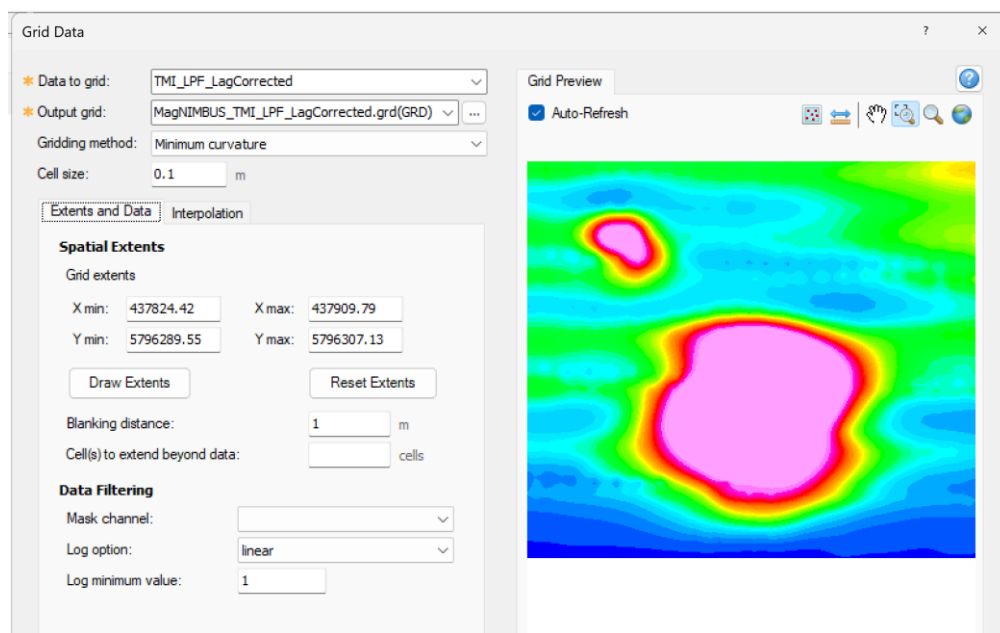 Grid Data ? ×
* Data to grid: TMI_LPF_LagCorrected
* Output grid: MagNIMBUS_TMI_LPF_LagCorrected.grd(GRD) ...
Gridding method: Minimum curvature
Cell size: 0.1 m
Extents and Data Interpolation
Spatial Extents
Grid extents
X min: 437824.42 X max: 437909.79
Y min: 5796289.55 Y max: 5796307.13
Draw Extents Reset Extents
Blanking distance: 1 m
Cell(s) to extend beyond data: cells
Data Filtering
Mask channel:
Log option: linear
Log minimum value: 1
Grid Preview ?
Auto-Refresh